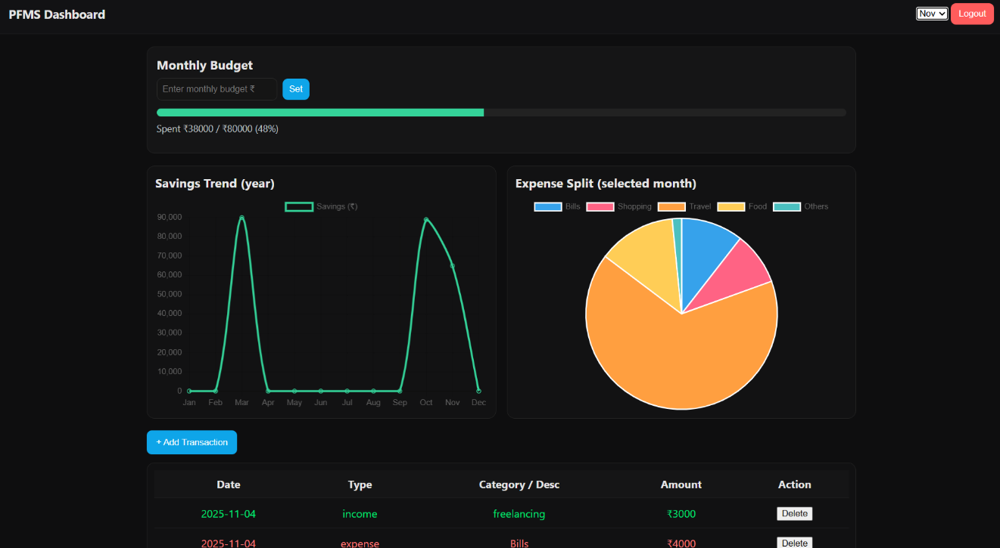 PFMS Dashboard
Nov
Logout
Monthly Budget
Enter monthly budget ₹
Set
Spent ₹38000 / ₹80000 (48%)
Savings Trend (year)
Savings (₹)
90,000
80,000
70,000
60,000
50,000
40,000
30,000
20,000
10,000
0
Jan Feb Mar Apr May Jun Jul Aug Sep Oct Nov Dec
Expense Split (selected month)
Bills Shopping Travel Food Others
+ Add Transaction
Date Type Category / Desc Amount Action
2025-11-04 income freelancing ₹3000 Delete
2025-11-04 expense Bills ₹4000 Delete